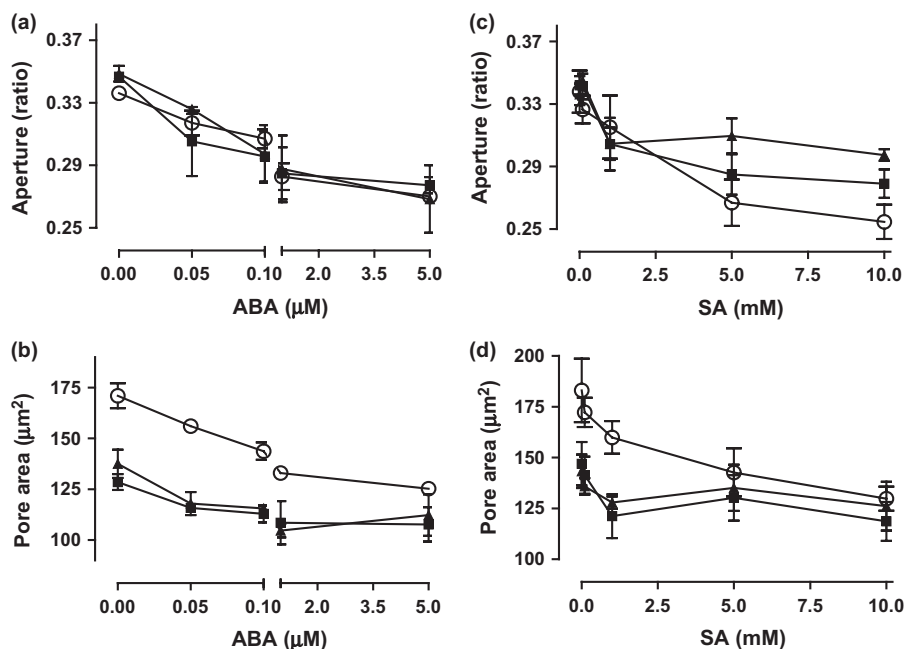 (a)
0.37
0.33
0.29
0.25
Aperture (ratio)
0.00 0.05 0.10 2.0 3.5 5.0
ABA (μM)
(c)
0.37
0.33
0.29
0.25
Aperture (ratio)
0.0 2.5 5.0 7.5 10.0
SA (mM)
(b)
175
150
125
100
Pore area (μm²)
0.00 0.05 0.10 2.0 3.5 5.0
ABA (μM)
(d)
200
175
150
125
100
Pore area (μm²)
0.0 2.5 5.0 7.5 10.0
SA (mM)